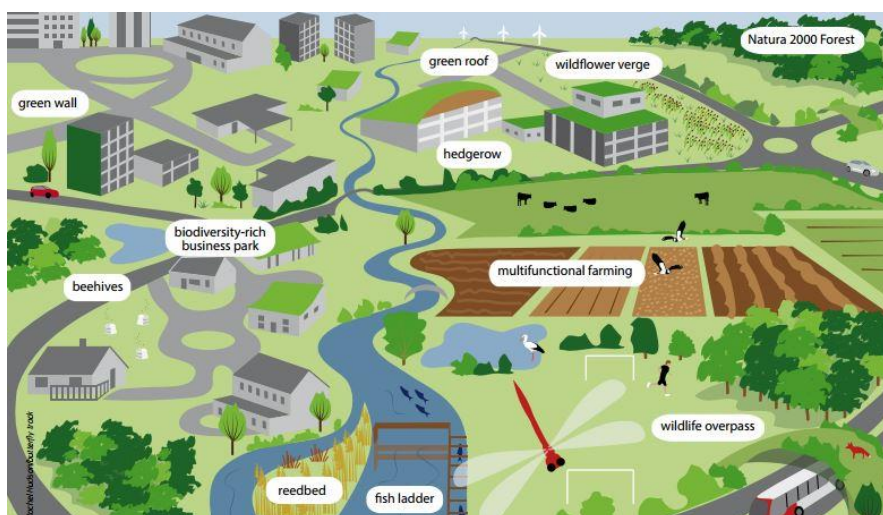 Natura 2000 Forest
green roof
wildflower verge
green wall
hedgerow
biodiversity-rich
business park
multifunctional farming
beehives
wildlife overpass
reedbed
fish ladder